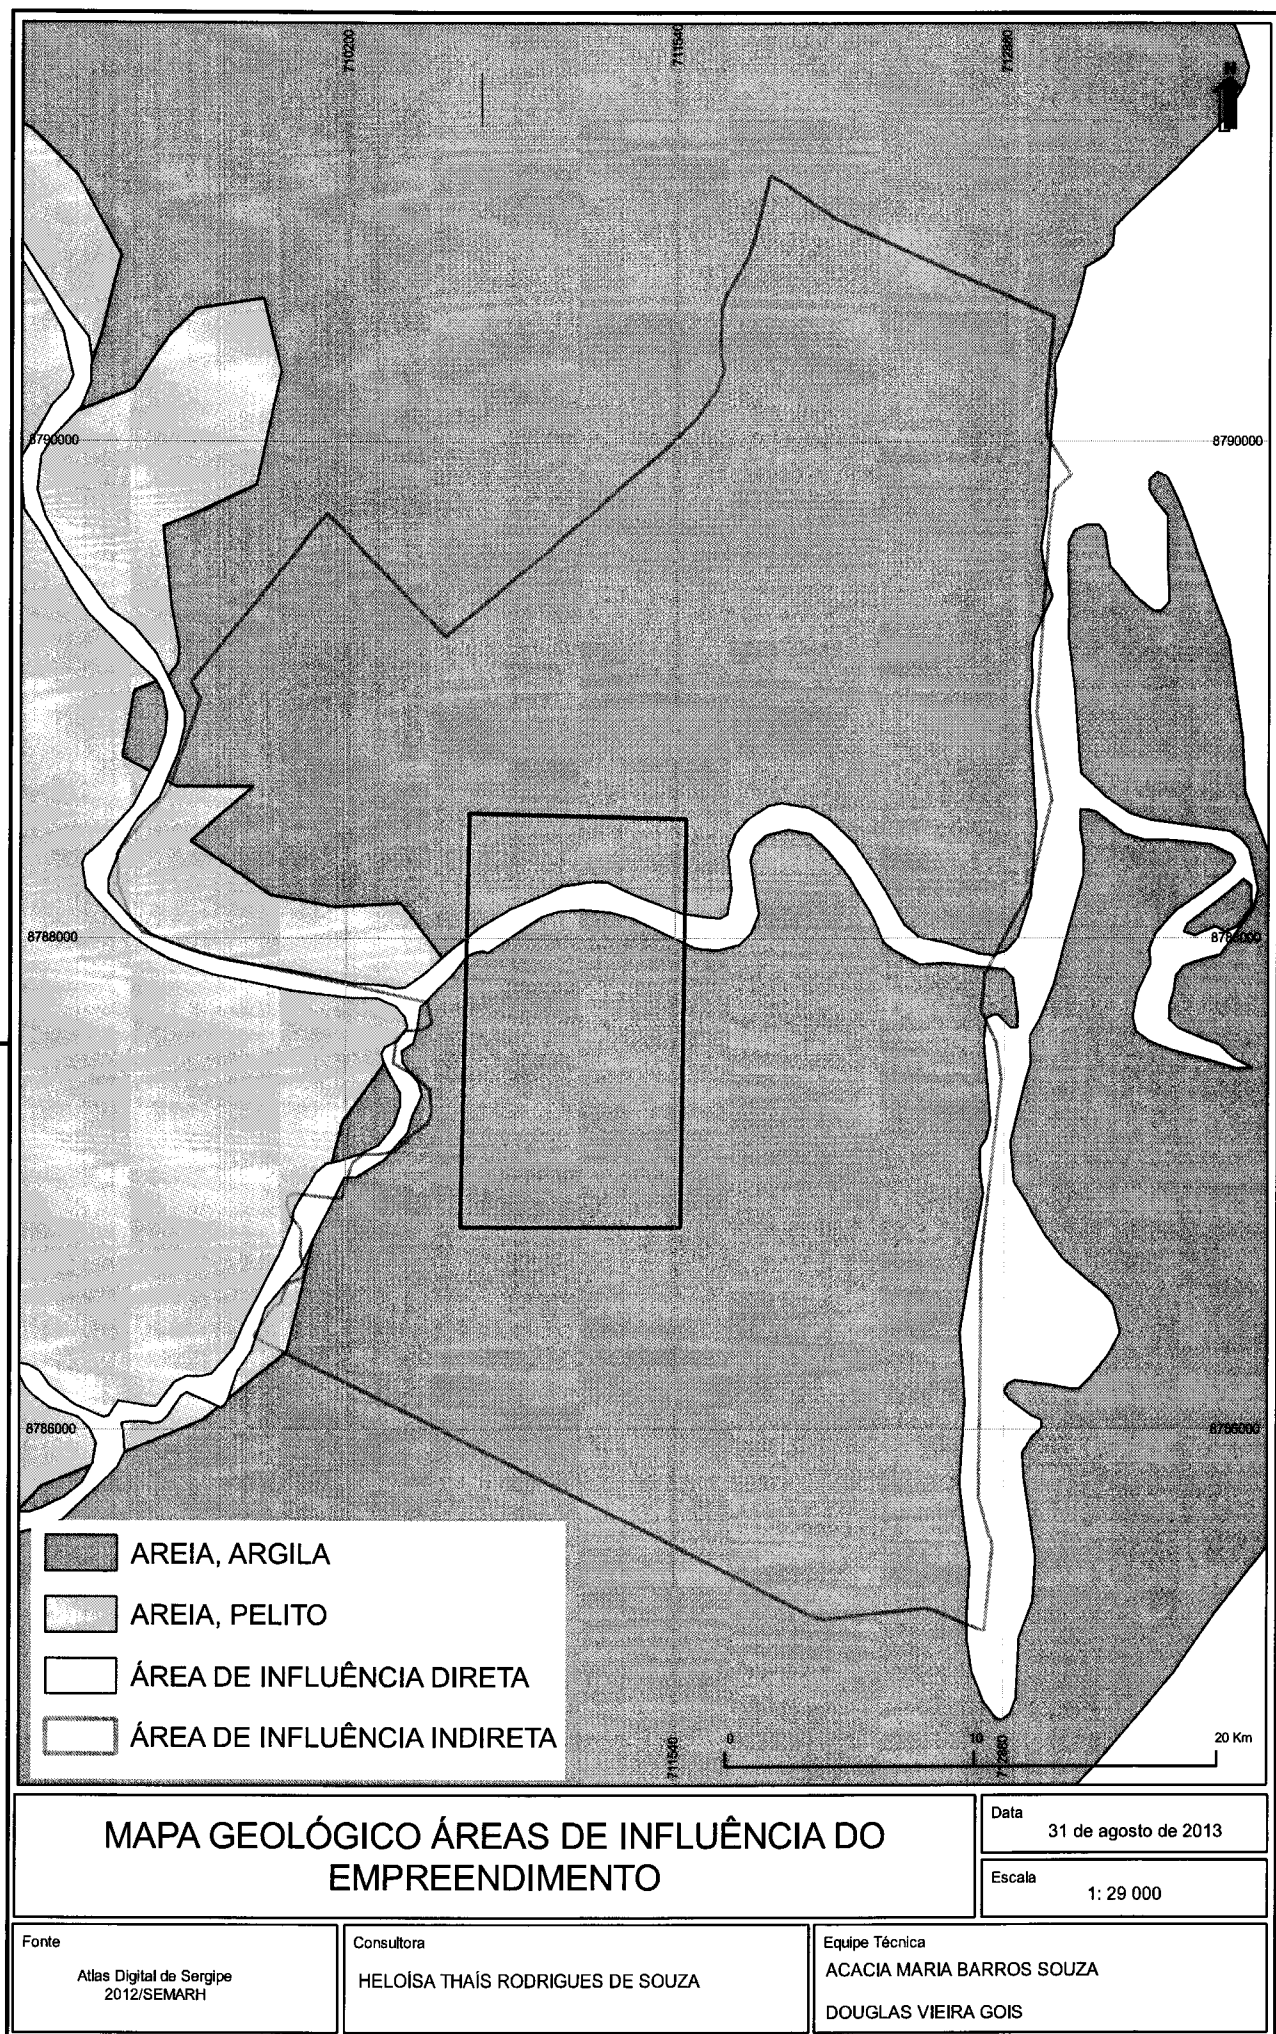 710200
711540
712880
N
8790000
8790000
8788000
8788000
8786000
8786000
AREIA, ARGILA
AREIA, PELITO
ÁREA DE INFLUÊNCIA DIRETA
ÁREA DE INFLUÊNCIA INDIRETA
711540
712880
0
10
20 Km
MAPA GEOLÓGICO ÁREAS DE INFLUÊNCIA DO
EMPREENDIMENTO
Data
31 de agosto de 2013
Escala
1: 29 000
Fonte
Atlas Digital de Sergipe
2012/SEMARH
Consultora
HELOÍSA THAÍS RODRIGUES DE SOUZA
Equipe Técnica
ACACIA MARIA BARROS SOUZA
DOUGLAS VIEIRA GOIS